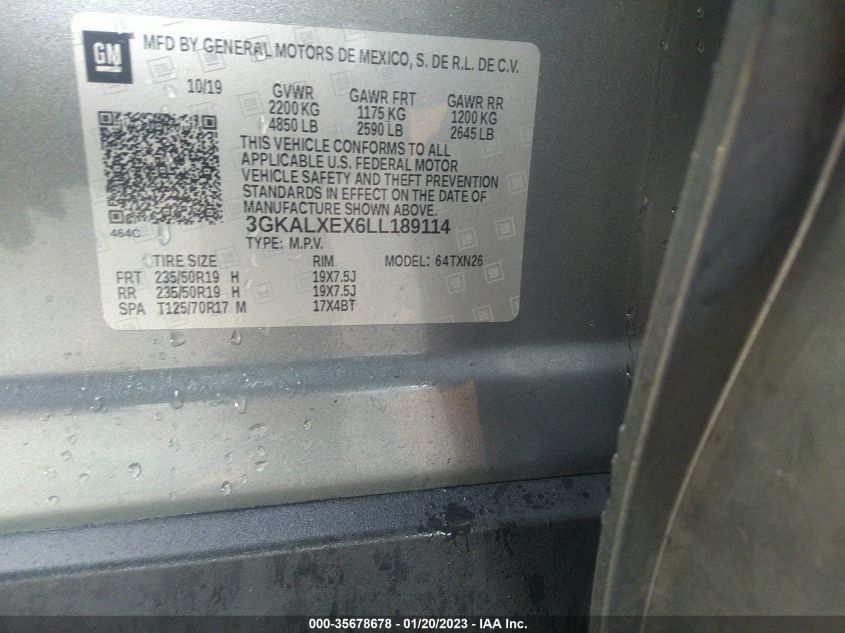 GM
MFD BY GENERAL MOTORS DE MEXICO, S. DE R.L. DE C.V.
10/19 GVWR GAWR FRT GAWR RR
2200 KG 1175 KG 1200 KG
4850 LB 2590 LB 2645 LB
THIS VEHICLE CONFORMS TO ALL
APPLICABLE U.S. FEDERAL MOTOR
VEHICLE SAFETY AND THEFT PREVENTION
STANDARDS IN EFFECT ON THE DATE
OF MANUFACTURE SHOWN ABOVE.
464C 3GKALXEX6LL189114
TYPE: M.P.V.
TIRE SIZE RIM MODEL: 64TXN26
FRT 235/50R19 H 19X7.5J
RR 235/50R19 H 19X7.5J
SPA T125/70R17 M 17X4BT
000-35678678 - 01/20/2023 - IAA Inc.